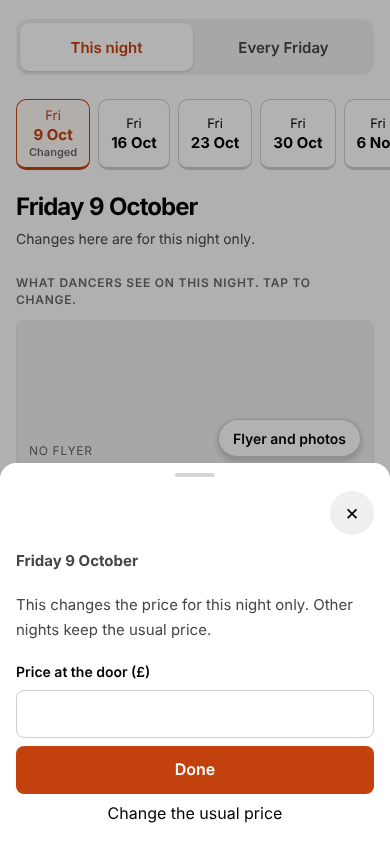 This night
Every Friday
Fri
9 Oct
Changed
Fri
16 Oct
Fri
23 Oct
Fri
30 Oct
Fri
6 No
Friday 9 October
Changes here are for this night only.
WHAT DANCERS SEE ON THIS NIGHT. TAP TO
CHANGE.
NO FLYER
Flyer and photos
×
Friday 9 October
This changes the price for this night only. Other
nights keep the usual price.
Price at the door (£)
Done
Change the usual price